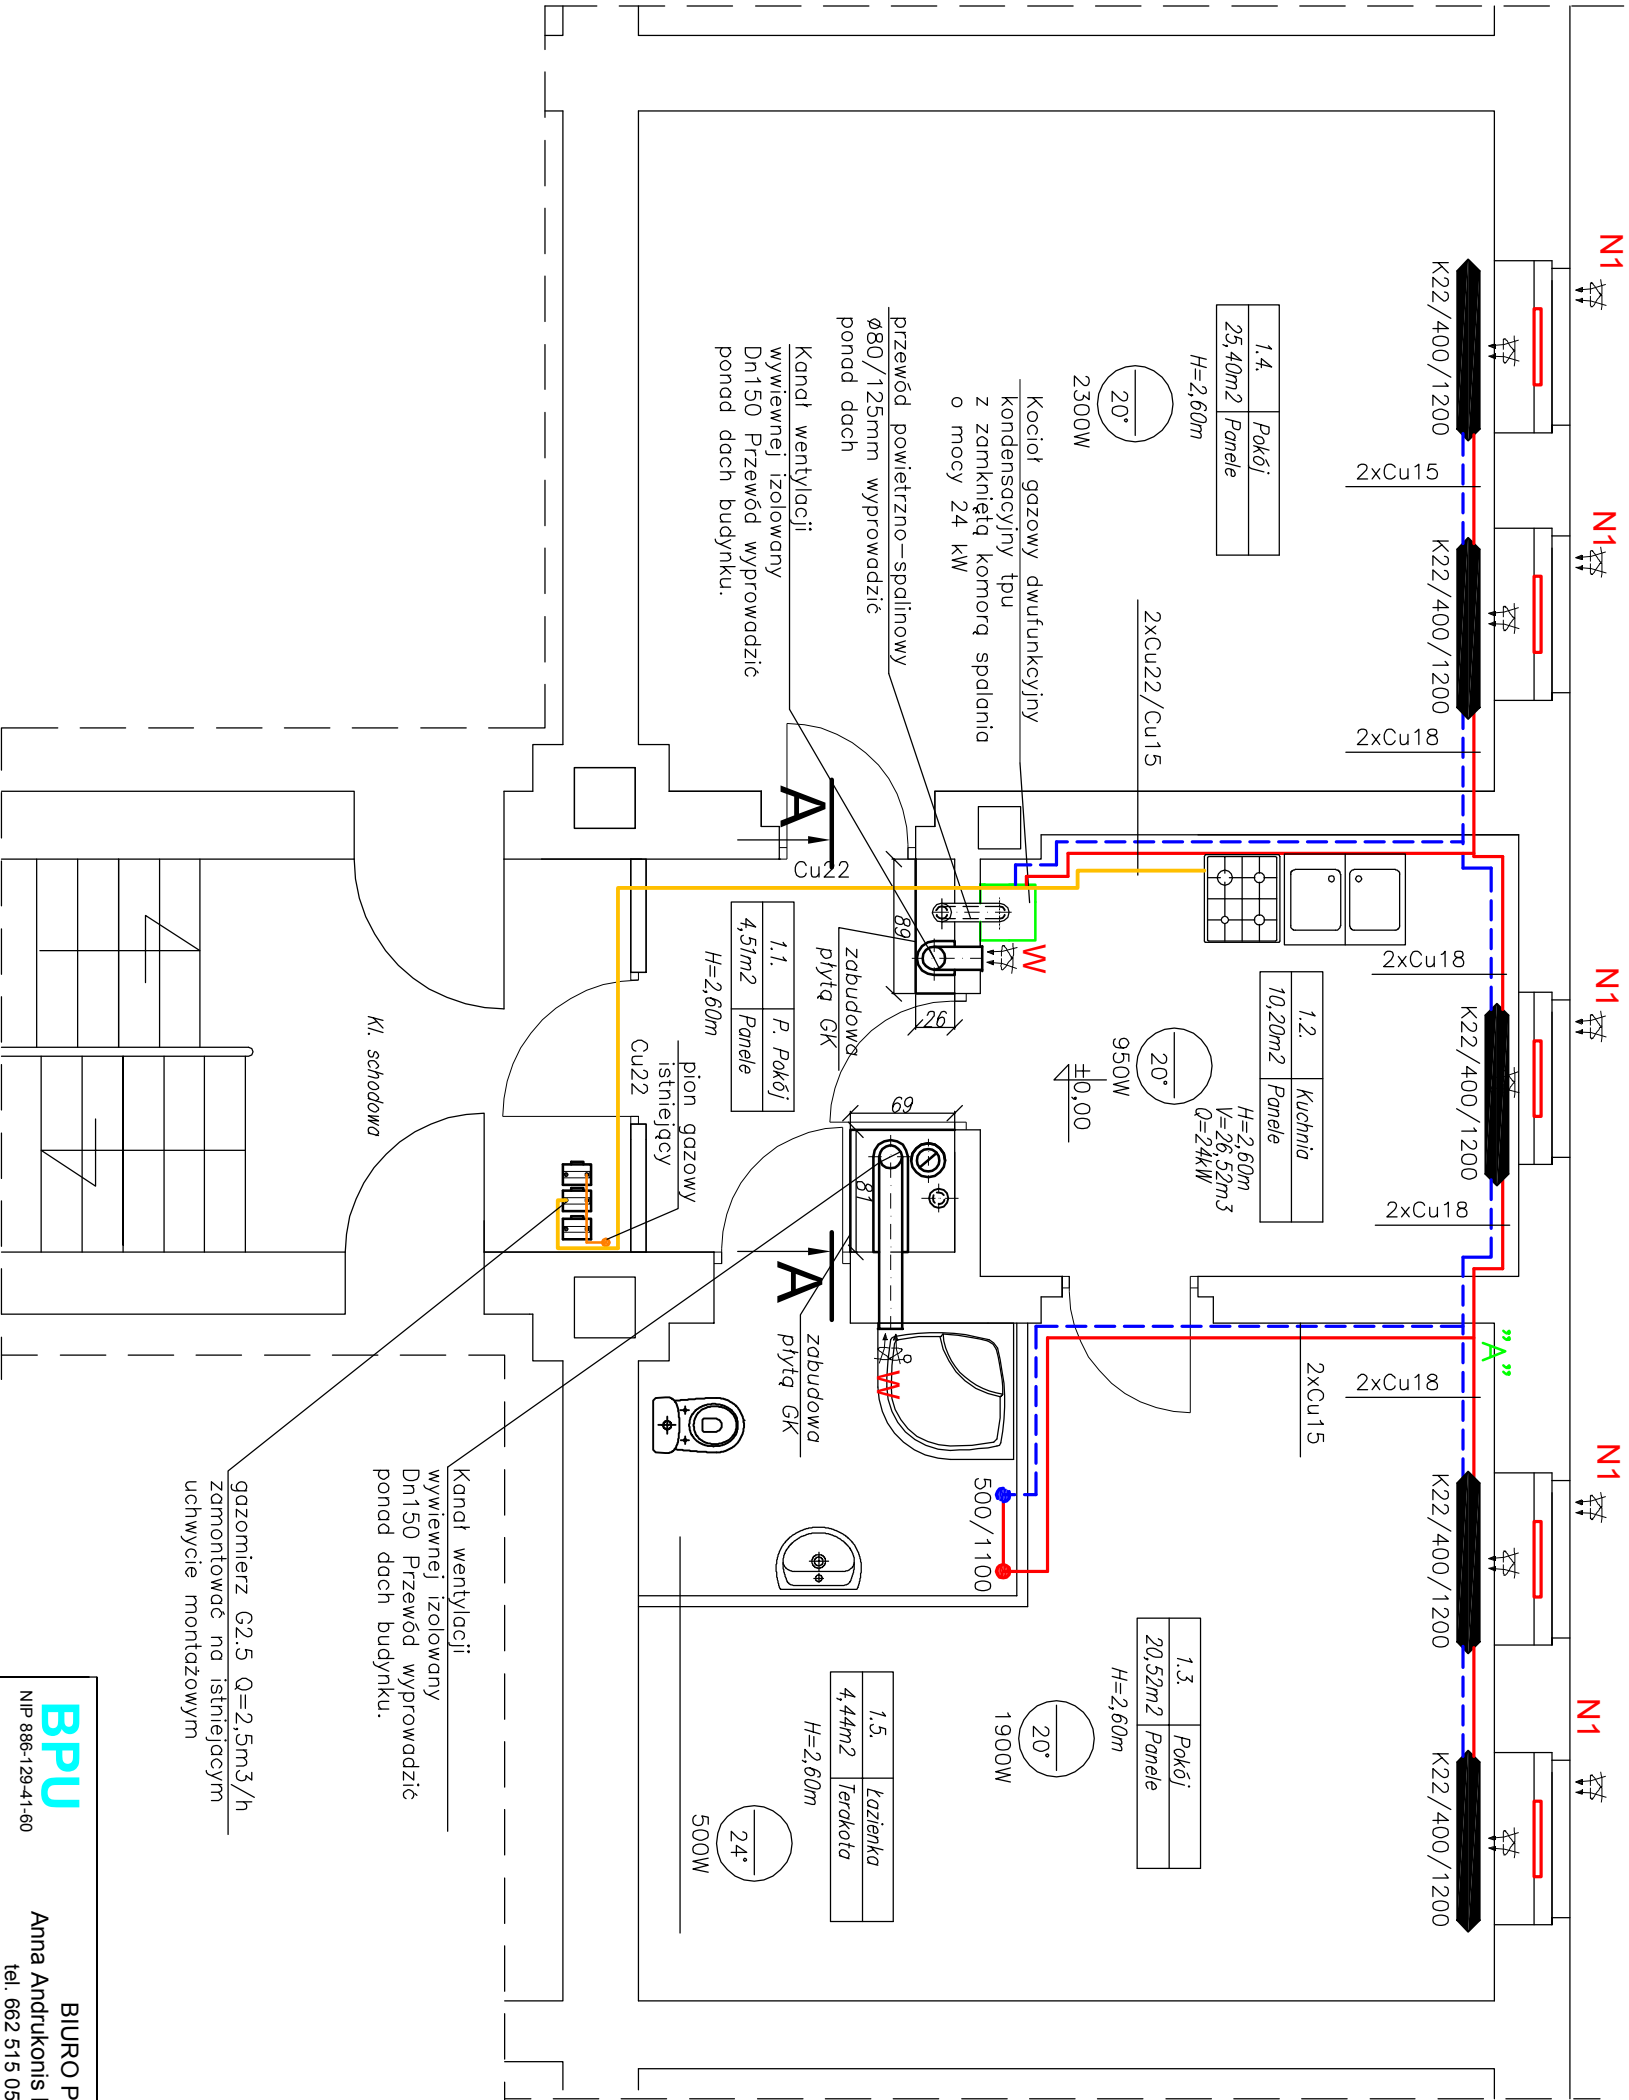 N1
N1
N1
N1
N1
K22/400/1200
K22/400/1200
K22/400/1200
K22/400/1200
K22/400/1200
2xCu15
2xCu18
2xCu18
2xCu18
"A"
2xCu18
2xCu15
2xCu22/Cu15
1.4. Pokój
25,40m2 Panele
H=2,60m
20°
2300W
Kocioł gazowy dwufunkcyjny
kondensacyjny tpu
z zamkniętą komorą spalania
o mocy 24 kW
przewód powietrzno-spalinowy
ø80/125mm wyprowadzić
ponad dach
Kanał wentylacji
wywiewnej izolowany
Dn150 Przewód wyprowadzić
ponad dach budynku.
1.2. Kuchnia
10,20m2 Panele
H=2,60m
V=26,52m3
Q=24kW
20°
950W
±0,00
W
A
Cu22
89
26
zabudowa
płytą GK
1.1. P. Pokój
4,51m2 Panele
H=2,60m
pion gazowy
istniejący
Cu22
69
81
A
zabudowa
płytą GK
W
500/1100
Kl. schodowa
1.3. Pokój
20,52m2 Panele
H=2,60m
20°
1900W
1.5. Łazienka
4,44m2 Terakota
H=2,60m
24°
500W
Kanał wentylacji
wywiewnej izolowany
Dn150 Przewód wyprowadzić
ponad dach budynku.
gazomierz G2.5 Q=2,5m3/h
zamontować na istniejącym
uchwycie montażowym
BPU
NIP 886-129-41-60
BIURO P
Anna Andrukonis
tel. 662 515 05